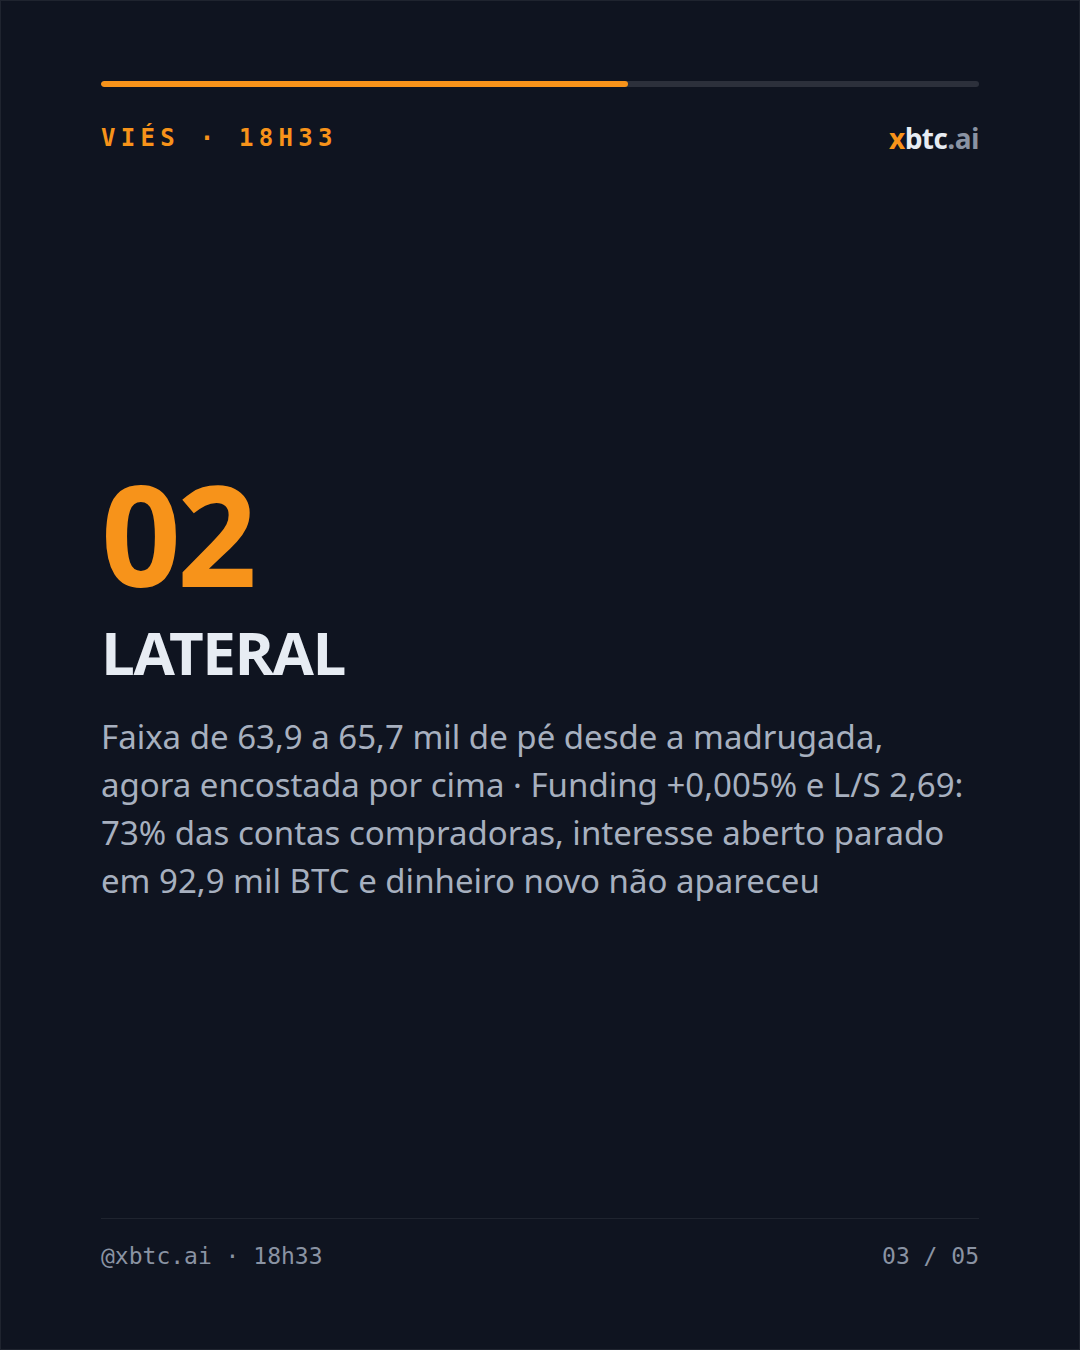 VIÉS · 18H33
xbtc.ai
02
LATERAL
Faixa de 63,9 a 65,7 mil de pé desde a madrugada,
agora encostada por cima · Funding +0,005% e L/S 2,69:
73% das contas compradoras, interesse aberto parado
em 92,9 mil BTC e dinheiro novo não apareceu
@xbtc.ai · 18h33
03 / 05